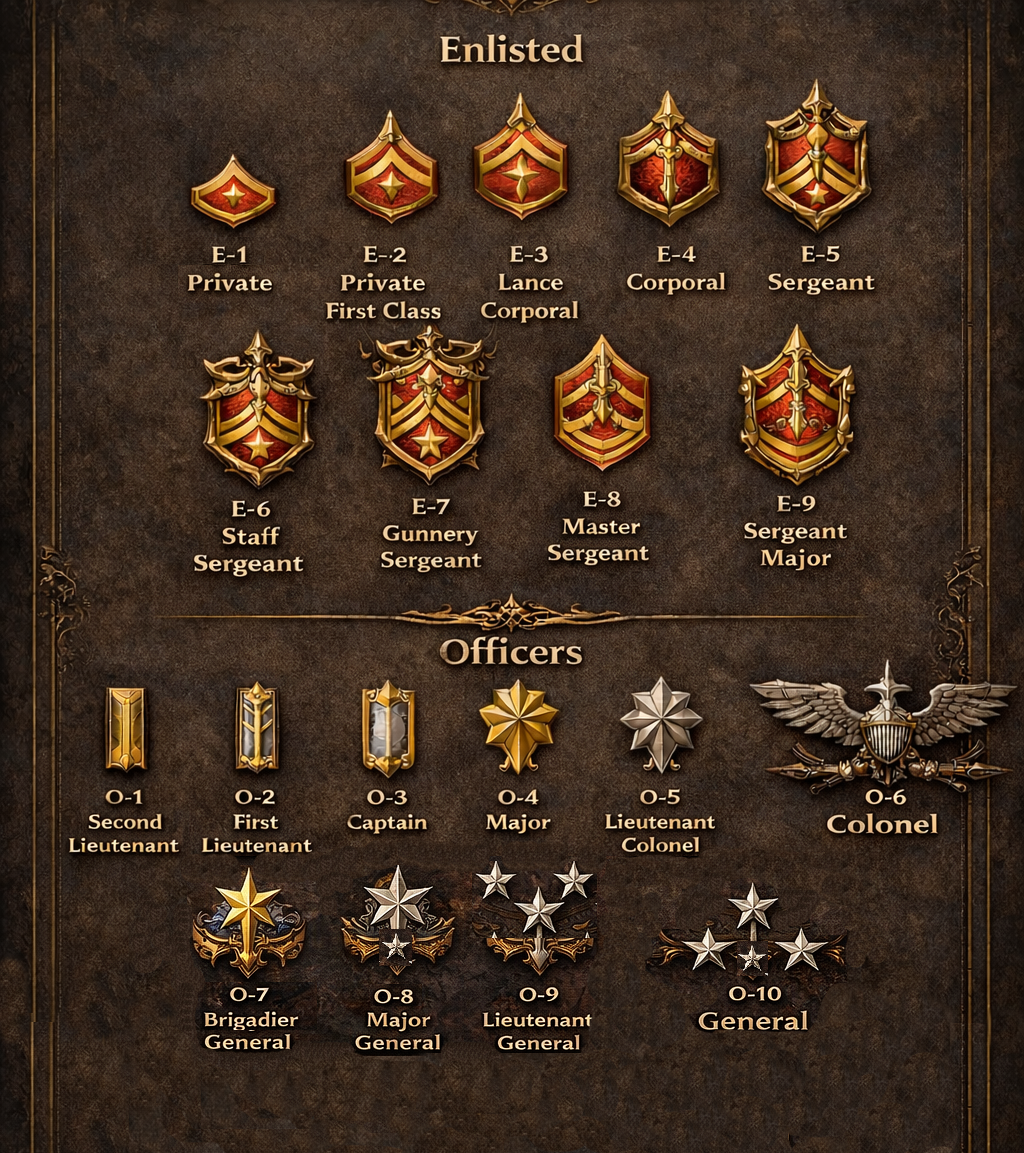 Enlisted
E-1
Private
E-·2
Private
First Class
E-3
Lance
Corporal
E-4
Corporal
E-5
Sergeant
E-6
Staff
Sergeant
E-7
Gunnery
Sergeant
E-8
Master
Sergeant
E-9
Sergeant
Major
Officers
O-1
Second
Lieutenant
O-2
First
Lieutenant
O-3
Captain
O-4
Major
O-5
Lieutenant
Colonel
O-6
Colonel
O-7
Brigadier
General
O-8
Major
General
O-9
Lieutenant
General
O-10
General